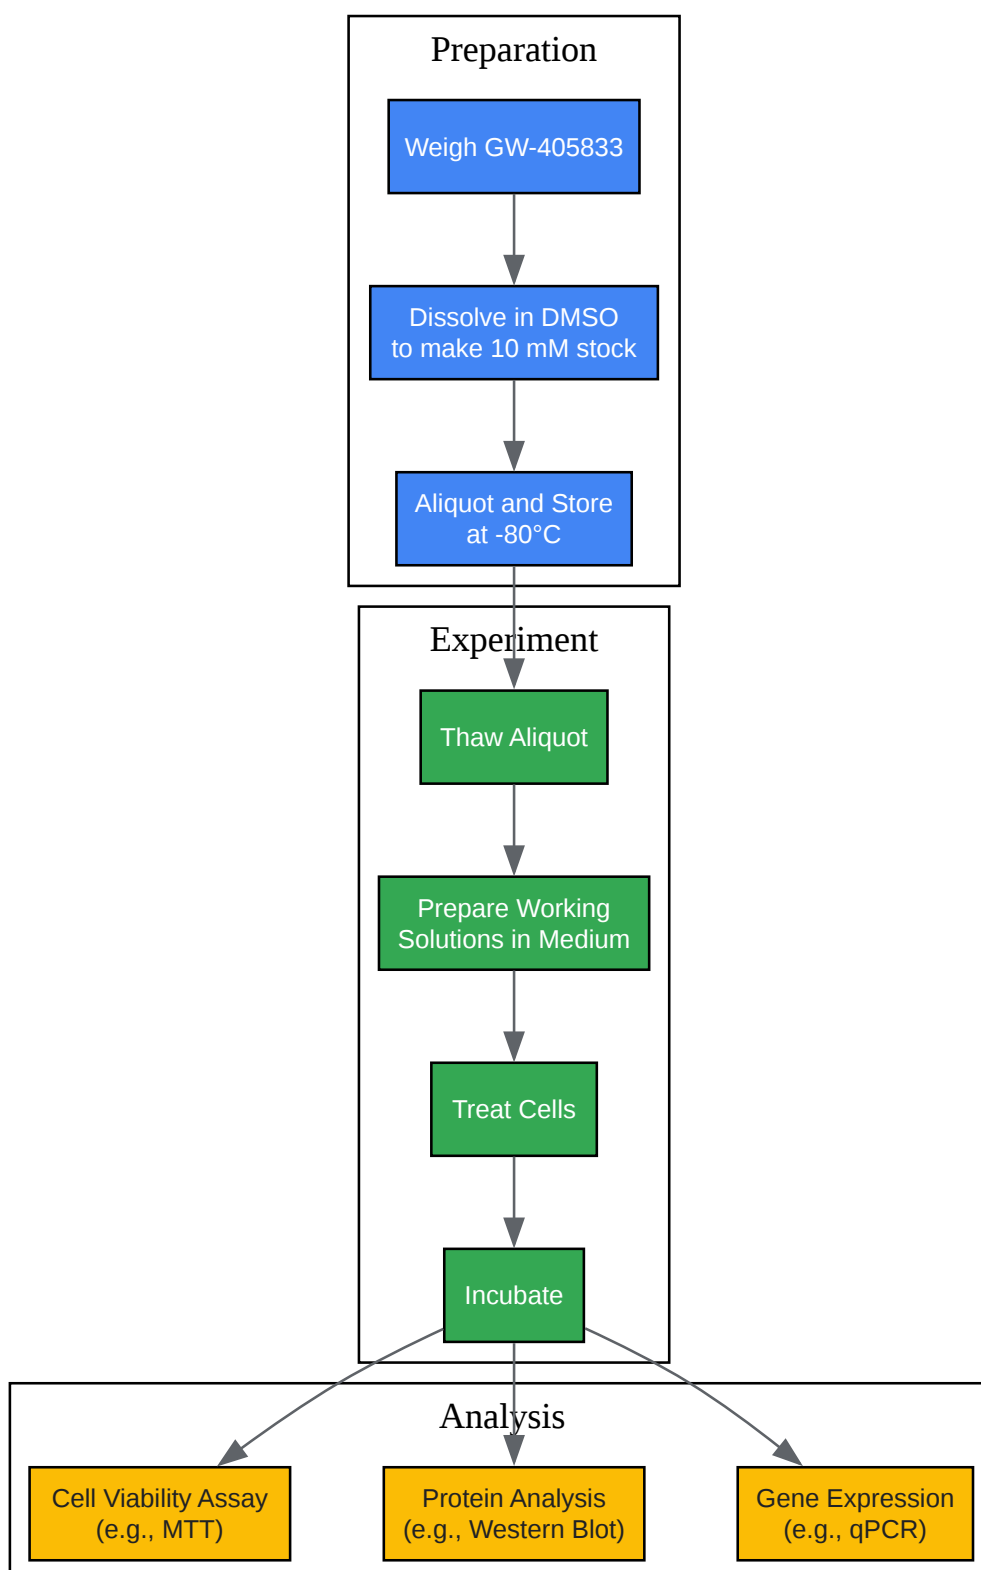 Preparation
Weigh GW-405833
Dissolve in DMSO
to make 10 mM stock
Aliquot and Store
at -80°C
Experiment
Thaw Aliquot
Prepare Working
Solutions in Medium
Treat Cells
Incubate
Analysis
Cell Viability Assay
(e.g., MTT)
Protein Analysis
(e.g., Western Blot)
Gene Expression
(e.g., qPCR)